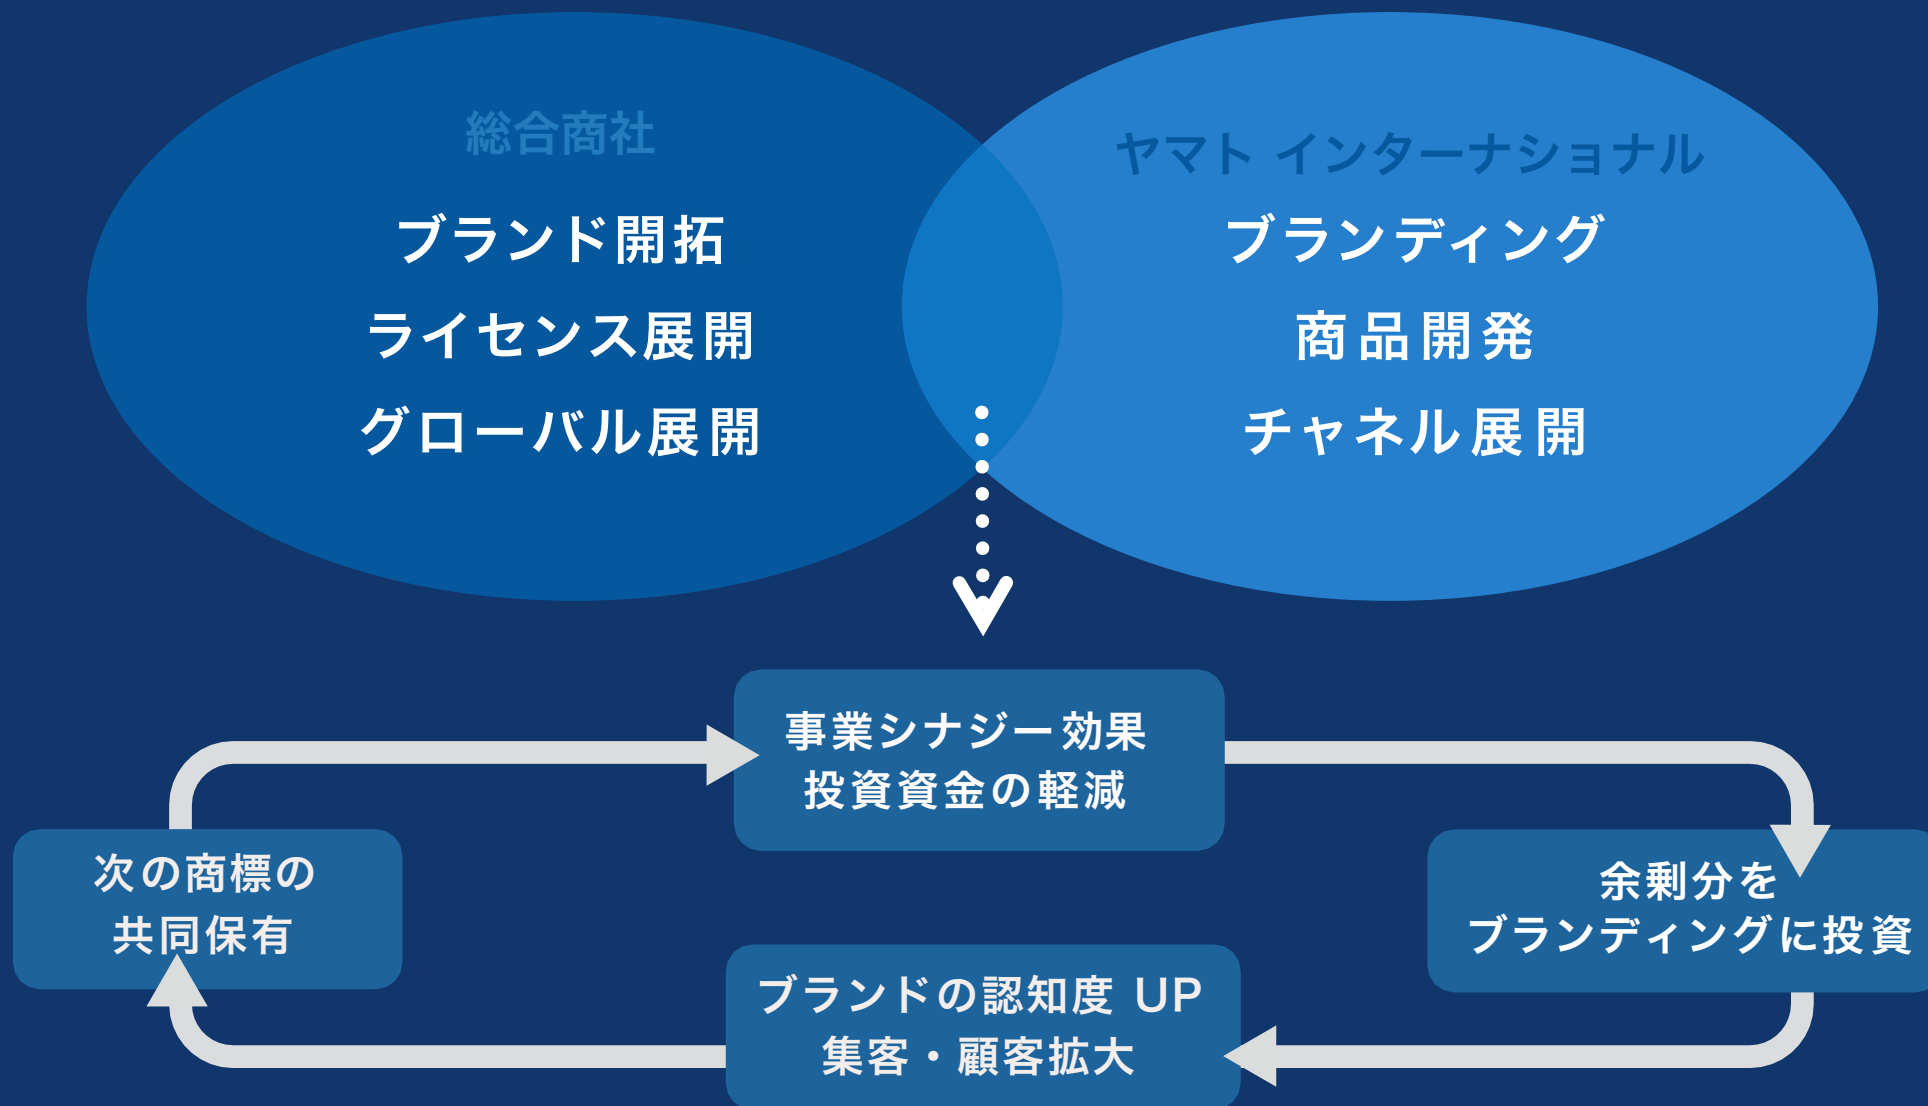 総合商社
ブランド開拓
ライセンス展開
グローバル展開
ヤマト インターナショナル
ブランディング
商品開発
チャネル展開
事業シナジー効果
投資資金の軽減
余剰分を
ブランディングに投資
ブランドの認知度 UP
集客・顧客拡大
次の商標の
共同保有